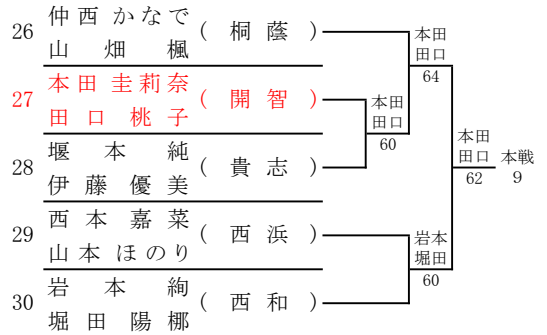 26 仲西かなで (桐蔭)
山畑楓
本田
田口
64
27 本田圭莉奈 (開智)
田口桃子
本田
田口
60
28 堰本純 (貴志)
伊藤優美
本田
田口
62
本戦
9
29 西本嘉菜 (西浜)
山本ほのり
岩本
堀田
60
30 岩本絢 (西和)
堀田陽梛